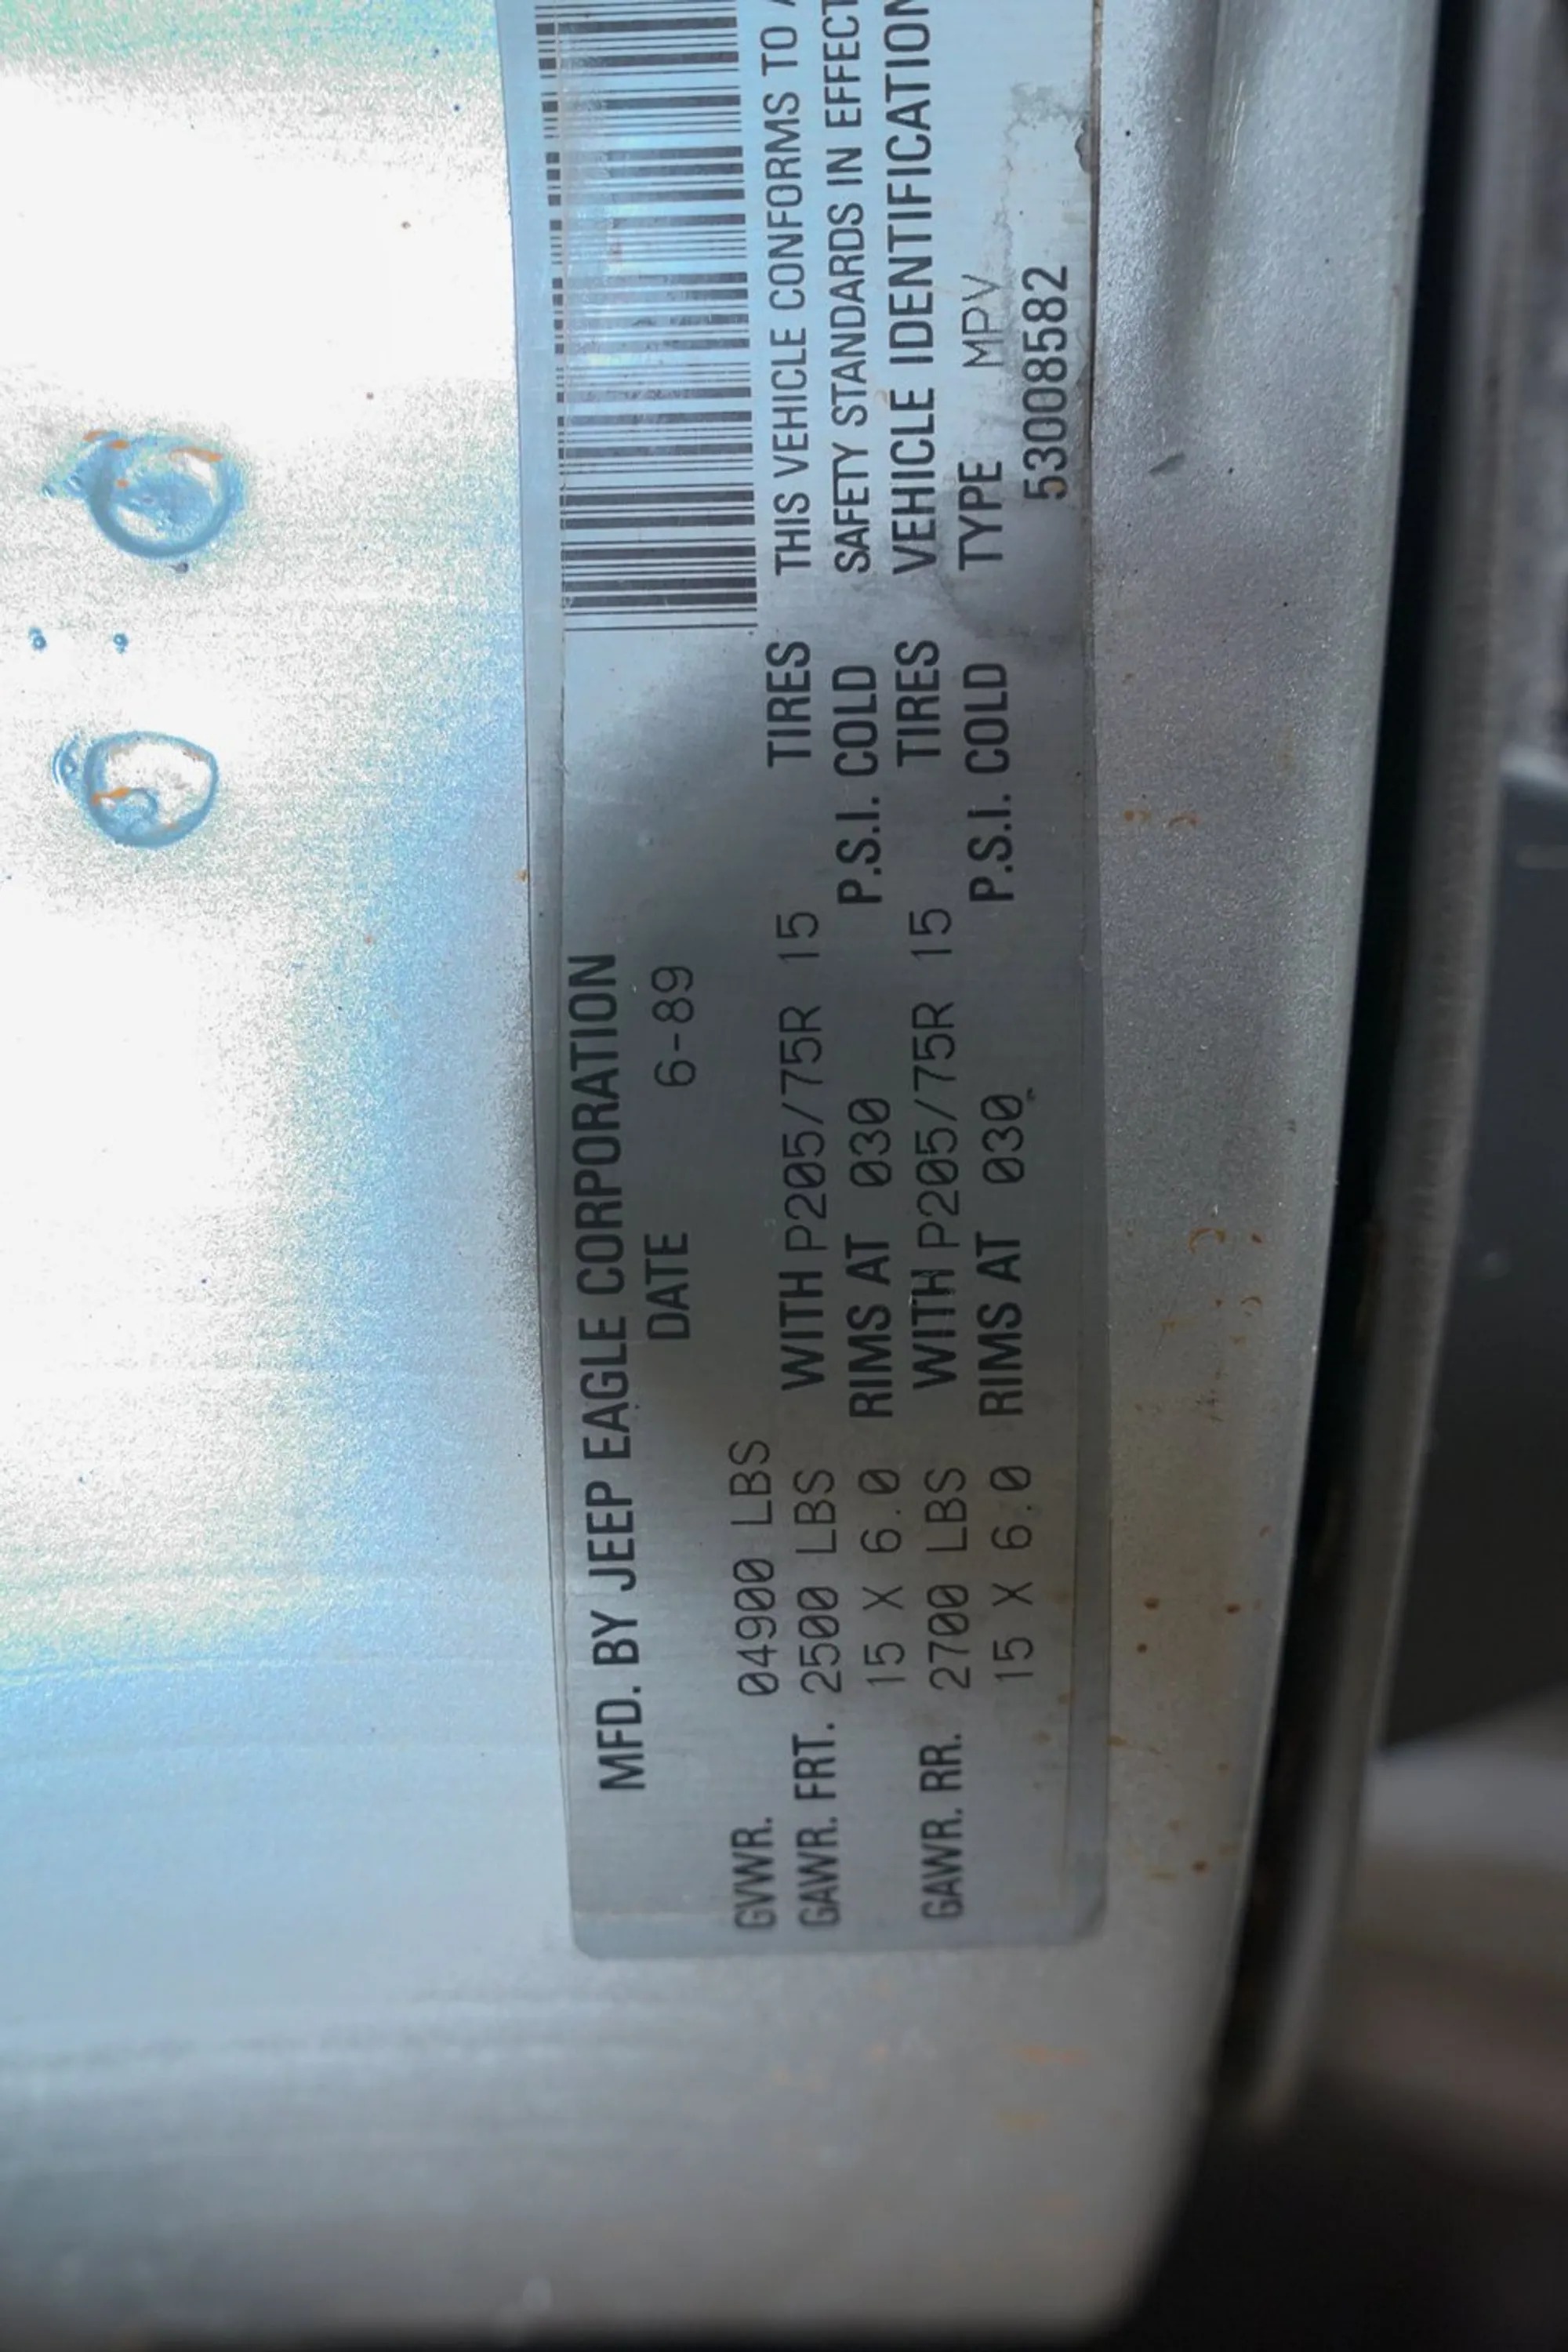 MFD. BY JEEP EAGLE CORPORATION
DATE 6-89
GVWR. 04900 LBS
GAWR. FRT. 2500 LBS WITH P205/75R 15 TIRES
15 X 6.0 RIMS AT 030 P.S.I. COLD
GAWR. RR. 2700 LBS WITH P205/75R 15 TIRES
15 X 6.0 RIMS AT 030 P.S.I. COLD
THIS VEHICLE CONFORMS TO
SAFETY STANDARDS IN EFFECT
VEHICLE IDENTIFICATION
TYPE MPV
53008582